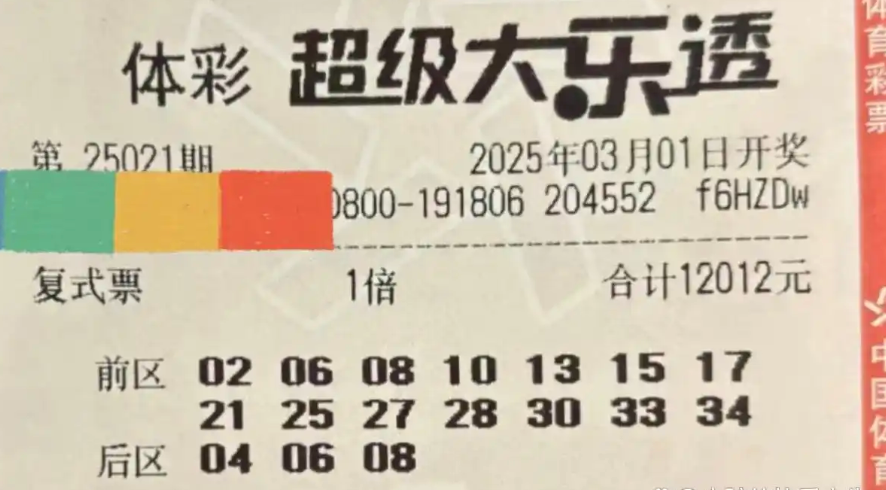 体彩 超级大乐透
第 25021期 2025年03月01日开奖
0800-191806 204552 f6HZDw
复式票 1倍 合计12012元
前区 02 06 08 10 13 15 17
21 25 27 28 30 33 34
后区 04 06 08
体育彩票
中国体育